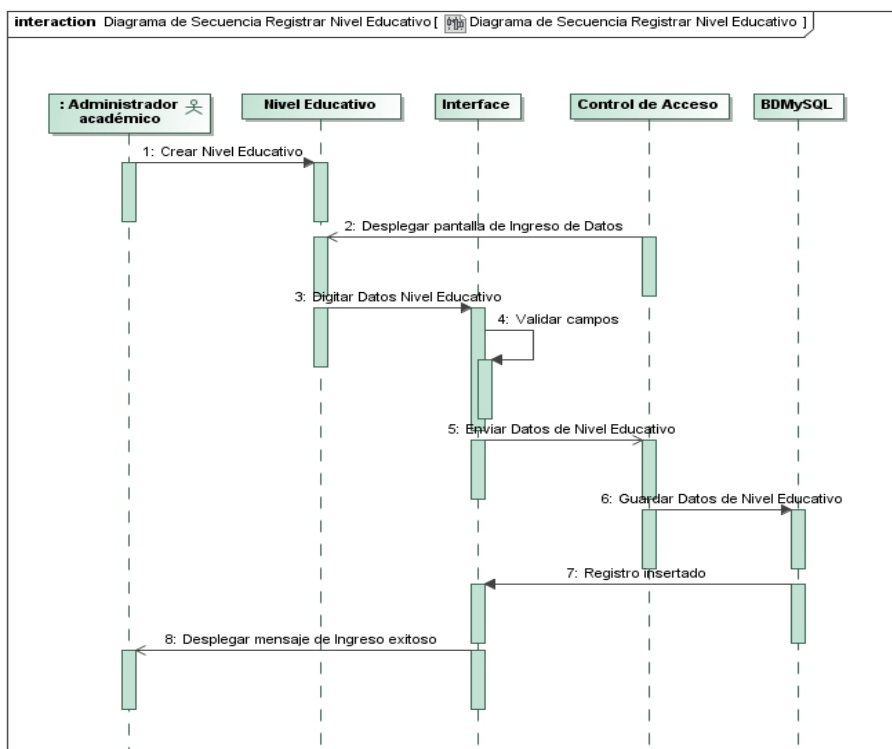 interaction Diagrama de Secuencia Registrar Nivel Educativo [ Diagrama de Secuencia Registrar Nivel Educativo ]
: Administrador
académico
Nivel Educativo
Interface
Control de Acceso
BDMySQL
1: Crear Nivel Educativo
2: Desplegar pantalla de Ingreso de Datos
3: Digitar Datos Nivel Educativo
4: Validar campos
5: Enviar Datos de Nivel Educativo
6: Guardar Datos de Nivel Educativo
7: Registro insertado
8: Desplegar mensaje de Ingreso exitoso